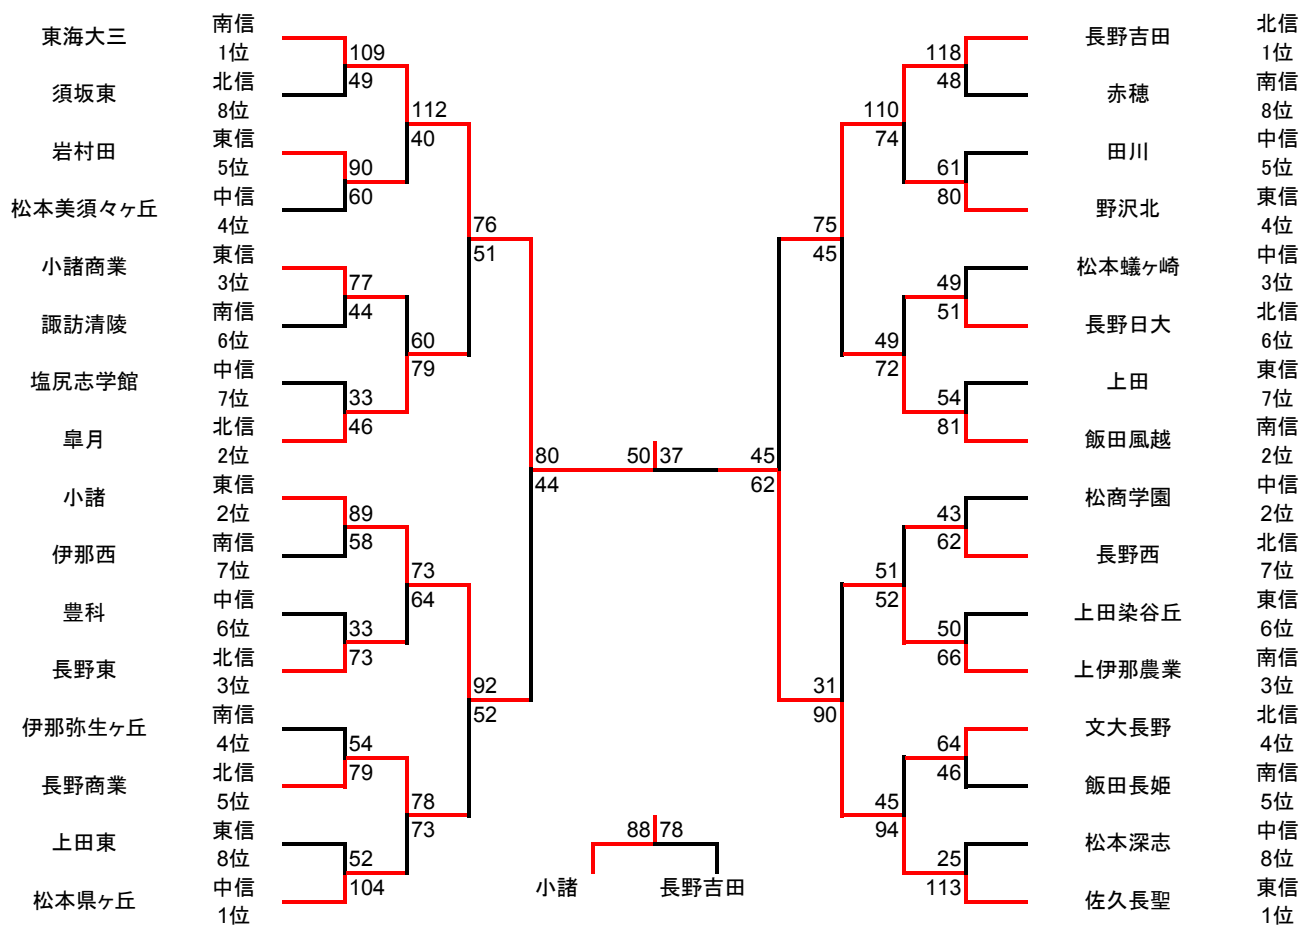 東海大三 南信 1位
須坂東 北信 8位
岩村田 東信 5位
松本美須々ヶ丘 中信 4位
小諸商業 東信 3位
諏訪清陵 南信 6位
塩尻志学館 中信 7位
皐月 北信 2位
小諸 東信 2位
伊那西 南信 7位
豊科 中信 6位
長野東 北信 3位
伊那弥生ヶ丘 南信 4位
長野商業 北信 5位
上田東 東信 8位
松本県ヶ丘 中信 1位
109
49
90
60
77
44
33
46
89
58
33
73
54
79
52
104
112
40
60
79
73
64
78
73
76
51
92
52
80
44
50 37
45
62
75
45
31
90
110
74
49
72
51
52
45
94
118
48
61
80
49
51
54
81
43
62
50
66
64
46
25
113
長野吉田 北信 1位
赤穂 南信 8位
田川 中信 5位
野沢北 東信 4位
松本蟻ヶ崎 中信 3位
長野日大 北信 6位
上田 東信 7位
飯田風越 南信 2位
松商学園 中信 2位
長野西 北信 7位
上田染谷丘 東信 6位
上伊那農業 南信 3位
文大長野 北信 4位
飯田長姫 南信 5位
松本深志 中信 8位
佐久長聖 東信 1位
88 78
小諸 長野吉田